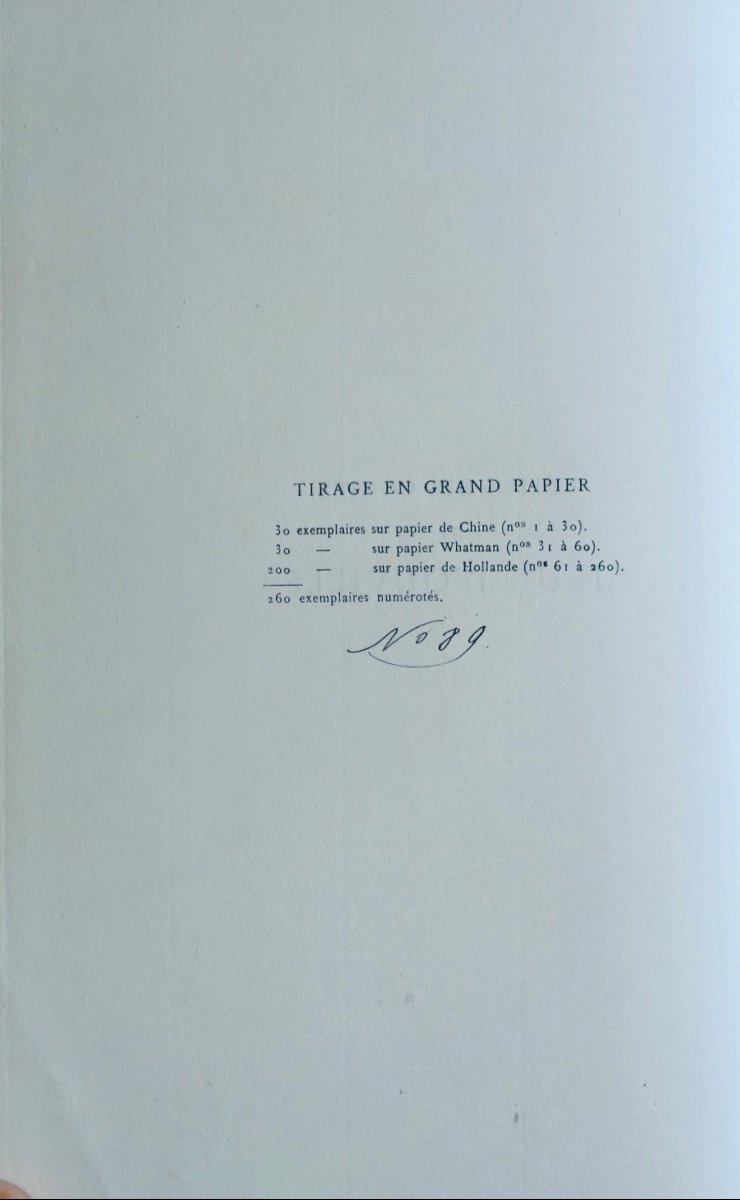 TIRAGE EN GRAND PAPIER
30 exemplaires sur papier de Chine (nos 1 à 30).
30 — sur papier Whatman (nos 31 à 60).
200 — sur papier de Hollande (nos 61 à 260).
260 exemplaires numérotés.
No 89.